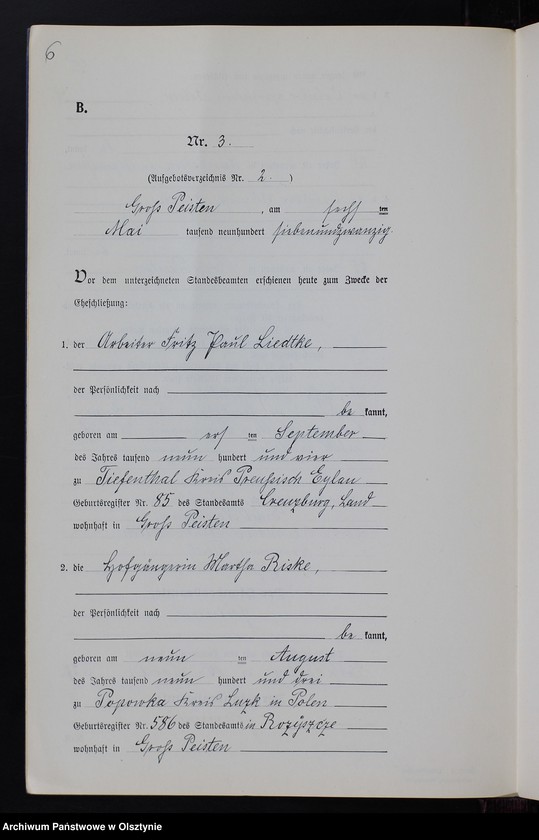 6
B.
Nr. 3.
(Aufgebotsverzeichnis Nr. 2. )
Gross Peisten , am sechs ten
Mai tausend neunhundert siebenundzwanzig.
Vor dem unterzeichneten Standesbeamten erschienen heute zum Zwecke der
Eheschließung:
1. der Arbeiter Fritz Paul Liedtke,
der Persönlichkeit nach
be kannt,
geboren am ten September
des Jahres tausend neun hundert und vier
zu Tiefenthal Kreis Preußisch Eylau
Geburtsregister Nr. 85 des Standesamts Creuzburg, Land
wohnhaft in Groß Peisten
2. die Hofgängerin Martha Riske,
der Persönlichkeit nach
be kannt,
geboren am neun ten August
des Jahres tausend neun hundert und drei
zu Popowka Kreis Luzk in Polen
Geburtsregister Nr. 586 des Standesamts in Rozyszcze
wohnhaft in Groß Peisten
Archiwum Państwowe w Olsztynie